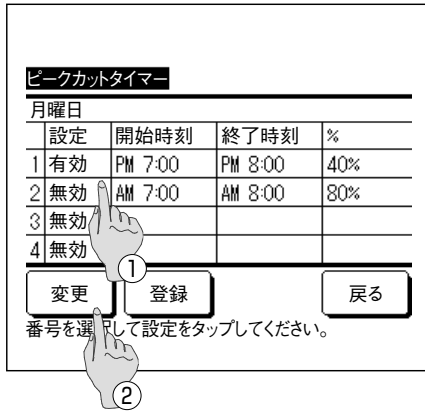 ピークカットタイマー
月曜日
設定 開始時刻 終了時刻 %
1 有効 PM 7:00 PM 8:00 40%
2 無効 AM 7:00 AM 8:00 80%
3 無効
4 無効
①
変更 登録 戻る
番号を選択して設定をタップしてください。
②